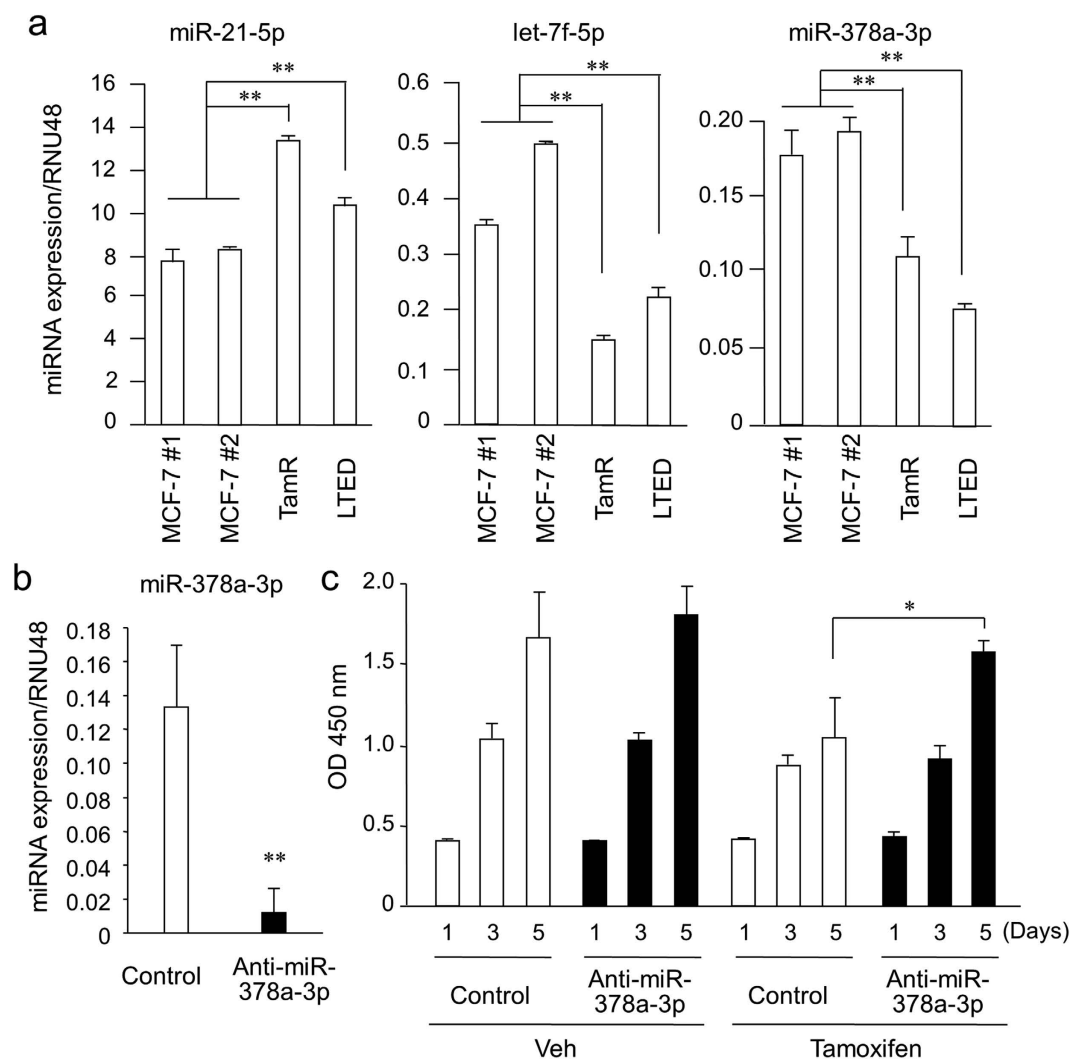 a
miR-21-5p
let-7f-5p
miR-378a-3p
miRNA expression/RNU48
16
14
12
10
8
6
4
2
0
**
**
MCF-7 #1
MCF-7 #2
TamR
LTED
0.6
0.5
0.4
0.3
0.2
0.1
0
**
**
MCF-7 #1
MCF-7 #2
TamR
LTED
0.20
0.15
0.10
0.05
0
**
**
MCF-7 #1
MCF-7 #2
TamR
LTED
b
miR-378a-3p
miRNA expression/RNU48
0.18
0.16
0.14
0.12
0.10
0.08
0.06
0.04
0.02
0
**
Control
Anti-miR-
378a-3p
c
OD 450 nm
2.0
1.5
1.0
0.5
0
*
1 3 5 1 3 5 1 3 5 1 3 5 (Days)
Control Anti-miR- Control Anti-miR-
378a-3p 378a-3p
Veh Tamoxifen